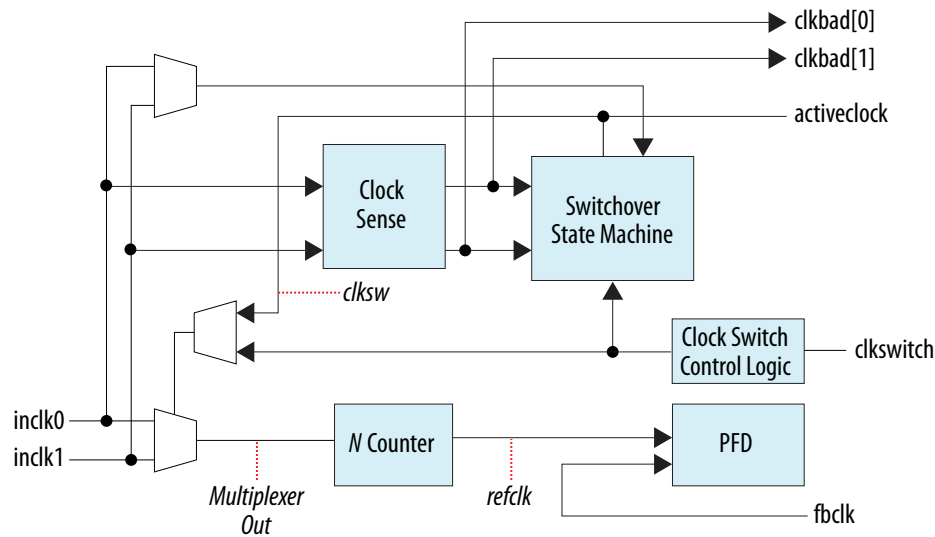 clkbad[0]
clkbad[1]
activeclock
Clock
Sense
Switchover
State Machine
clksw
Clock Switch
Control Logic
clkswitch
inclk0
inclk1
N Counter
PFD
Multiplexer
Out
refclk
fbclk